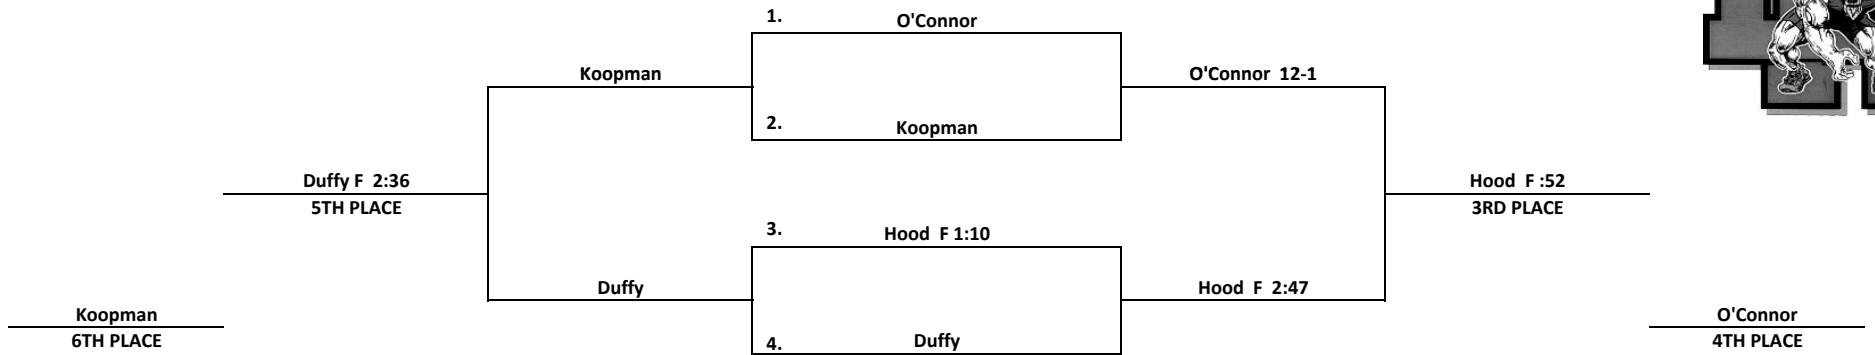 1. O'Connor
Koopman
O'Connor 12-1
2. Koopman
Duffy F 2:36
5TH PLACE
Hood F :52
3RD PLACE
3. Hood F 1:10
Duffy
Hood F 2:47
Koopman
6TH PLACE
4. Duffy
O'Connor
4TH PLACE